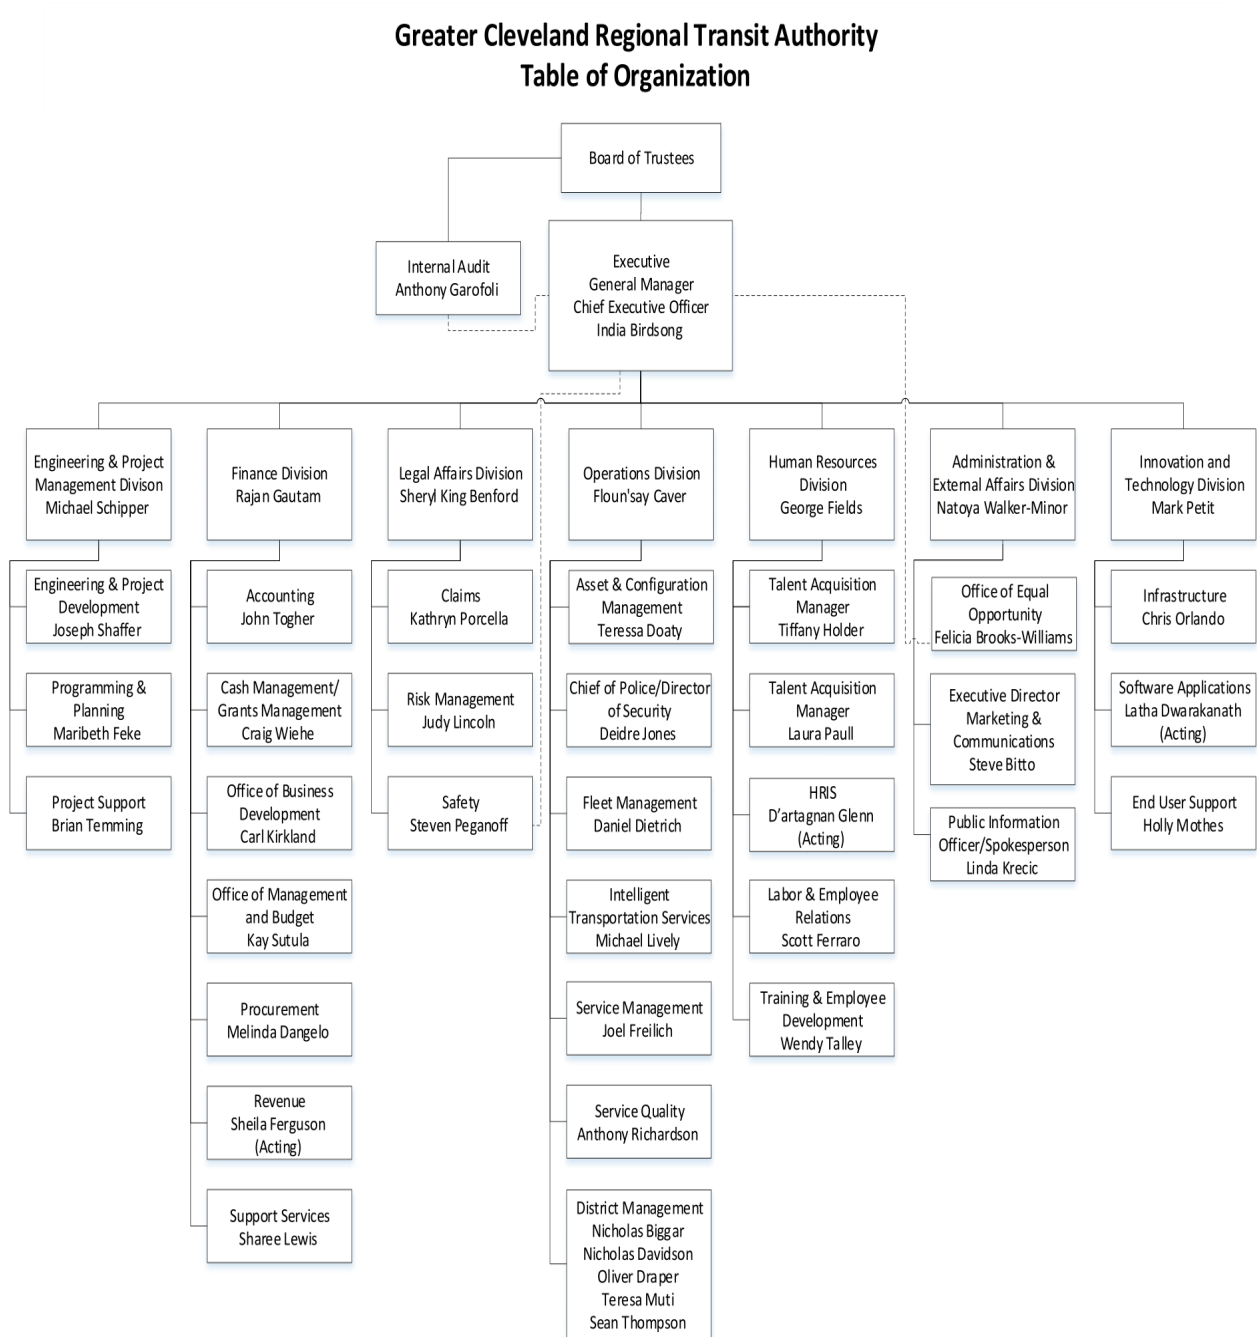 Greater Cleveland Regional Transit Authority
Table of Organization
Board of Trustees
Internal Audit
Anthony Garofoli
Executive
General Manager
Chief Executive Officer
India Birdsong
Engineering & Project
Management Divison
Michael Schipper
Engineering & Project
Development
Joseph Shaffer
Programming &
Planning
Maribeth Feke
Project Support
Brian Temming
Finance Division
Rajan Gautam
Accounting
John Togher
Cash Management/
Grants Management
Craig Wiehe
Office of Business
Development
Carl Kirkland
Office of Management
and Budget
Kay Sutula
Procurement
Melinda Dangelo
Revenue
Sheila Ferguson
(Acting)
Support Services
Sharee Lewis
Legal Affairs Division
Sheryl King Benford
Claims
Kathryn Porcella
Risk Management
Judy Lincoln
Safety
Steven Peganoff
Operations Division
Floun'say Caver
Asset & Configuration
Management
Teressa Doaty
Chief of Police/Director
of Security
Deidre Jones
Fleet Management
Daniel Dietrich
Intelligent
Transportation Services
Michael Lively
Service Management
Joel Freilich
Service Quality
Anthony Richardson
District Management
Nicholas Biggar
Nicholas Davidson
Oliver Draper
Teresa Muti
Sean Thompson
Human Resources
Division
George Fields
Talent Acquisition
Manager
Tiffany Holder
Talent Acquisition
Manager
Laura Paull
HRIS
D’artagnan Glenn
(Acting)
Labor & Employee
Relations
Scott Ferraro
Training & Employee
Development
Wendy Talley
Administration &
External Affairs Division
Natoya Walker-Minor
Office of Equal
Opportunity
Felicia Brooks-Williams
Executive Director
Marketing &
Communications
Steve Bitto
Public Information
Officer/Spokesperson
Linda Krecic
Innovation and
Technology Division
Mark Petit
Infrastructure
Chris Orlando
Software Applications
Latha Dwarakanath
(Acting)
End User Support
Holly Mothes